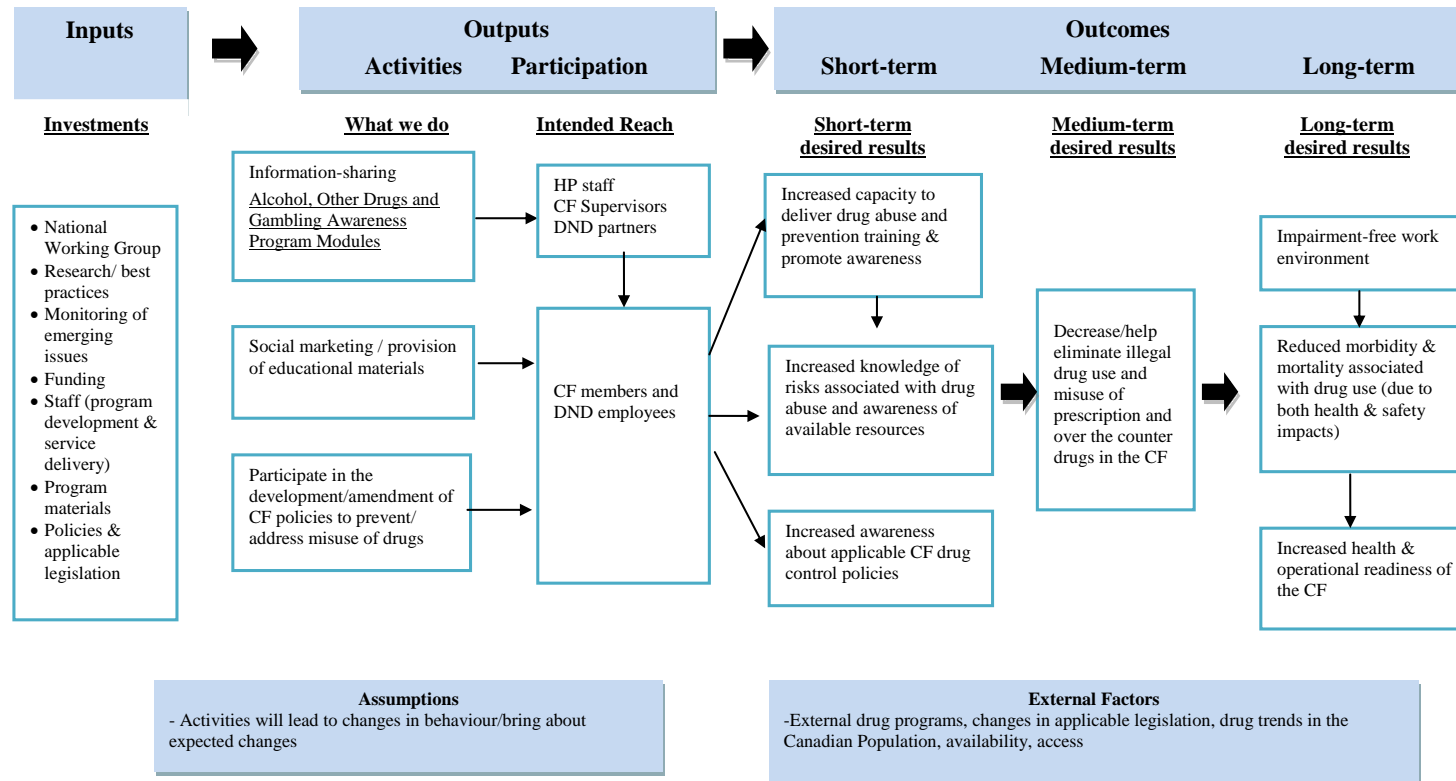 Inputs
Outputs
Activities Participation
Outcomes
Short-term Medium-term Long-term
Investments
• National
Working Group
• Research/ best
practices
• Monitoring of
emerging
issues
• Funding
• Staff (program
development &
service
delivery)
• Program
materials
• Policies &
applicable
legislation
What we do
Information-sharing
Alcohol, Other Drugs and
Gambling Awareness
Program Modules
Social marketing / provision
of educational materials
Participate in the
development/amendment of
CF policies to prevent/
address misuse of drugs
Intended Reach
HP staff
CF Supervisors
DND partners
CF members and
DND employees
Short-term
desired results
Increased capacity to
deliver drug abuse and
prevention training &
promote awareness
Increased knowledge of
risks associated with drug
abuse and awareness of
available resources
Increased awareness
about applicable CF drug
control policies
Medium-term
desired results
Decrease/help
eliminate illegal
drug use and
misuse of
prescription and
over the counter
drugs in the CF
Long-term
desired results
Impairment-free work
environment
Reduced morbidity &
mortality associated
with drug use (due to
both health & safety
impacts)
Increased health &
operational readiness of
the CF
Assumptions
- Activities will lead to changes in behaviour/bring about
expected changes
External Factors
-External drug programs, changes in applicable legislation, drug trends in the
Canadian Population, availability, access